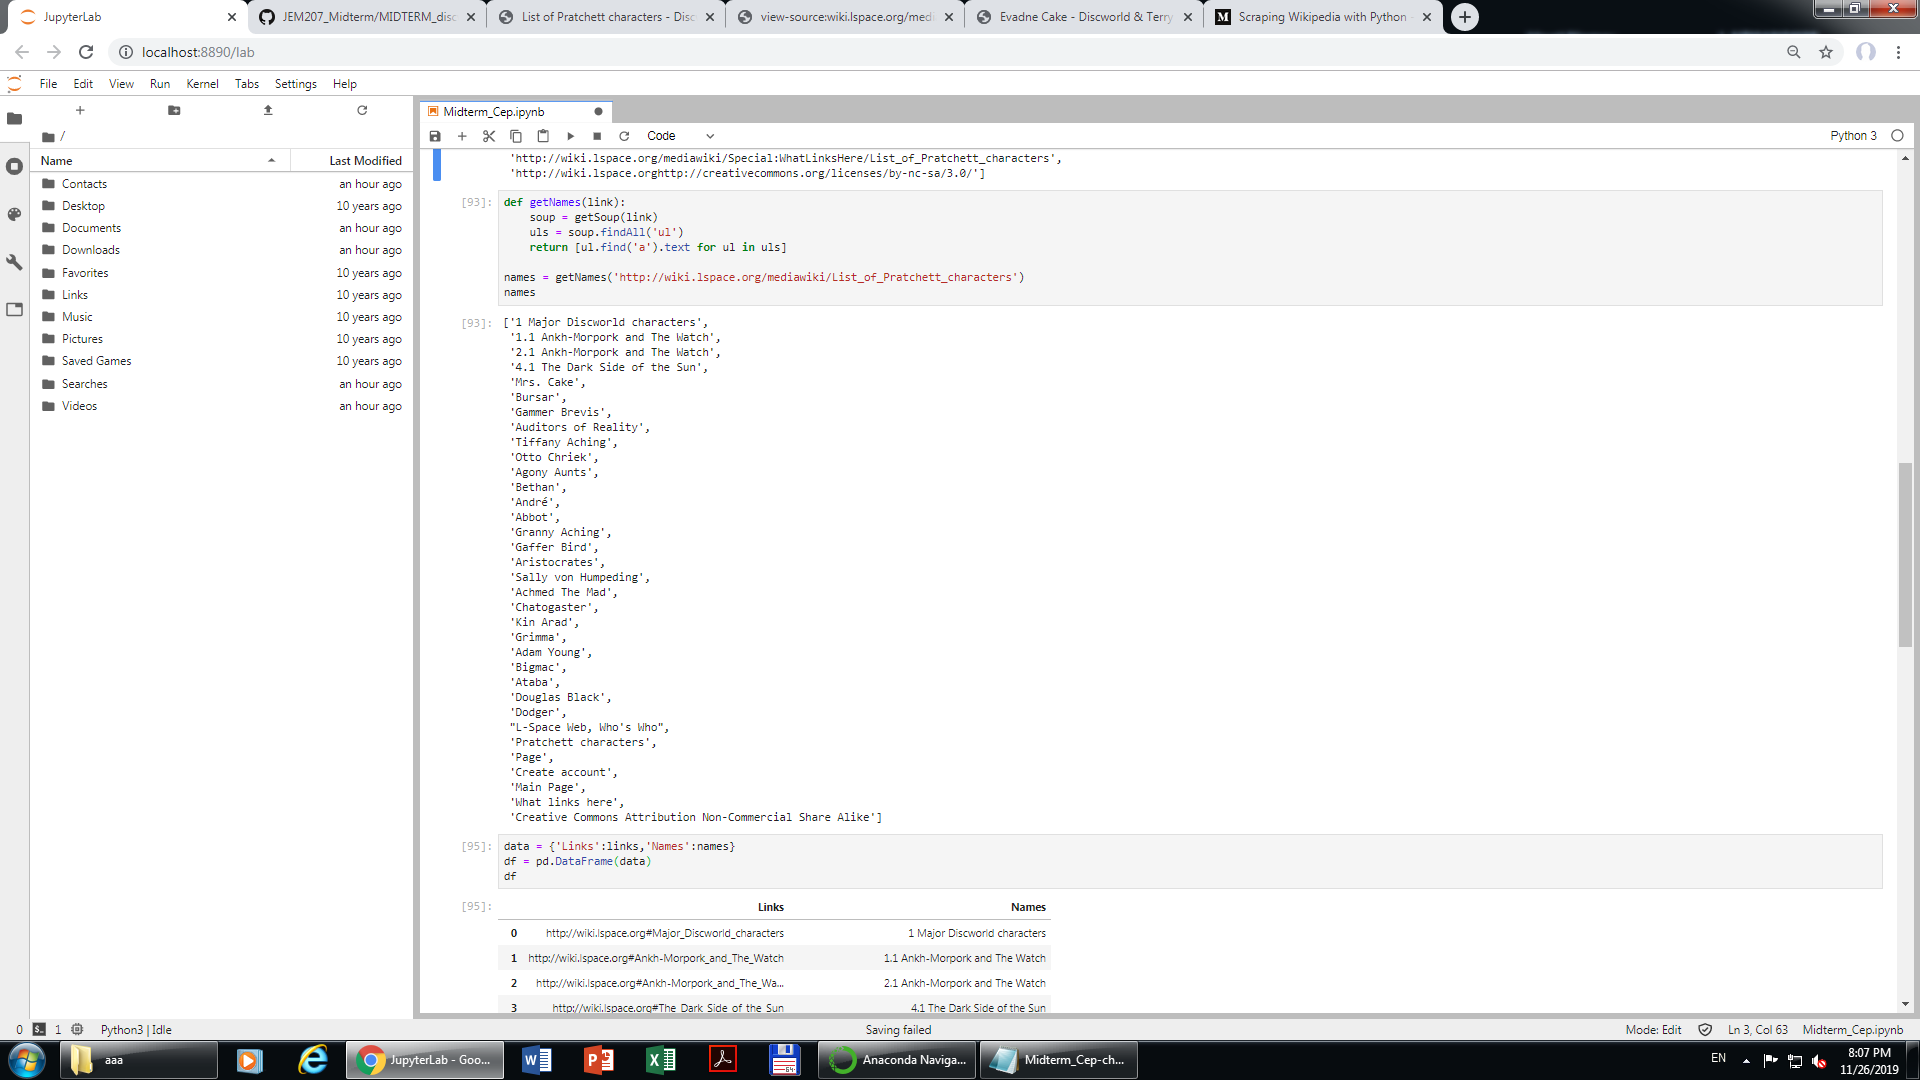 JupyterLab
JEM207_Midterm/MIDTERM_disc
List of Pratchett characters - Disc
view-source:wiki.lspace.org/medi
Evadne Cake - Discworld & Terry
Scraping Wikipedia with Python -
localhost:8890/lab
File Edit View Run Kernel Tabs Settings Help
/
Name Last Modified
Contacts an hour ago
Desktop 10 years ago
Documents an hour ago
Downloads an hour ago
Favorites 10 years ago
Links 10 years ago
Music 10 years ago
Pictures 10 years ago
Saved Games 10 years ago
Searches an hour ago
Videos an hour ago
Midterm_Cep.ipynb
Code
Python 3
'http://wiki.lspace.org/mediawiki/Special:WhatLinksHere/List_of_Pratchett_characters',
'http://wiki.lspace.orghttp://creativecommons.org/licenses/by-nc-sa/3.0/']
[93]: def getNames(link):
soup = getSoup(link)
uls = soup.findAll('ul')
return [ul.find('a').text for ul in uls]
names = getNames('http://wiki.lspace.org/mediawiki/List_of_Pratchett_characters')
names
[93]: ['1 Major Discworld characters',
'1.1 Ankh-Morpork and The Watch',
'2.1 Ankh-Morpork and The Watch',
'4.1 The Dark Side of the Sun',
'Mrs. Cake',
'Bursar',
'Gammer Brevis',
'Auditors of Reality',
'Tiffany Aching',
'Otto Chriek',
'Agony Aunts',
'Bethan',
'André',
'Abbot',
'Granny Aching',
'Gaffer Bird',
'Aristocrates',
'Sally von Humpeding',
'Achmed The Mad',
'Chatogaster',
'Kin Arad',
'Grimma',
'Adam Young',
'Bigmac',
'Ataba',
'Douglas Black',
'Dodger',
"L-Space Web, Who's Who",
'Pratchett characters',
'Page',
'Create account',
'Main Page',
'What links here',
'Creative Commons Attribution Non-Commercial Share Alike']
[95]: data = {'Links':links,'Names':names}
df = pd.DataFrame(data)
df
[95]: Links Names
0 http://wiki.lspace.org#Major_Discworld_characters 1 Major Discworld characters
1 http://wiki.lspace.org#Ankh-Morpork_and_The_Watch 1.1 Ankh-Morpork and The Watch
2 http://wiki.lspace.org#Ankh-Morpork_and_The_Wa... 2.1 Ankh-Morpork and The Watch
3 http://wiki.lspace.org#The_Dark_Side_of_the_Sun 4.1 The Dark Side of the Sun
0 1 Python3 | Idle
Saving failed
Mode: Edit
Ln 3, Col 63
Midterm_Cep.ipynb
aaa
JupyterLab - Goo...
Anaconda Naviga...
Midterm_Cep-ch...
EN
8:07 PM
11/26/2019